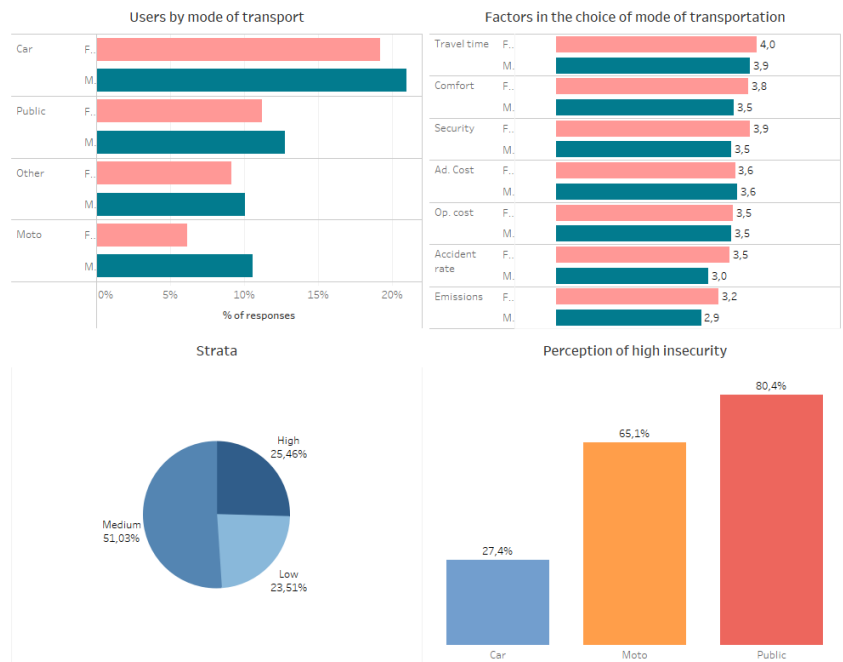 Users by mode of transport
Car F..
M.
Public F..
M.
Other F..
M.
Moto F..
M.
0% 5% 10% 15% 20%
% of responses
Factors in the choice of mode of transportation
Travel time F.. 4,0
M. 3,9
Comfort F.. 3,8
M. 3,5
Security F.. 3,9
M. 3,5
Ad. Cost F.. 3,6
M. 3,6
Op. cost F.. 3,5
M. 3,5
Accident F.. 3,5
rate M. 3,0
Emissions F.. 3,2
M. 2,9
Strata
High
25,46%
Medium
51,03%
Low
23,51%
Perception of high insecurity
27,4%
65,1%
80,4%
Car Moto Public